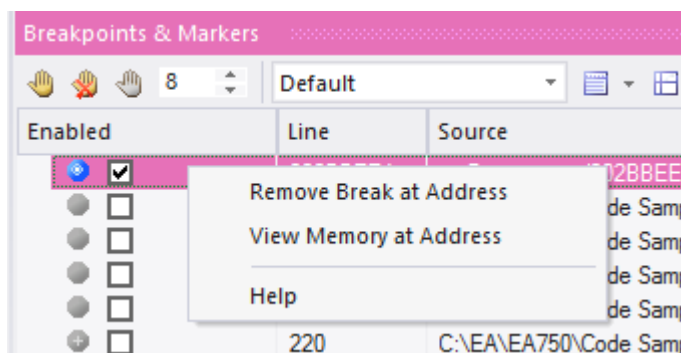 Breakpoints & Markers
8 Default
Enabled Line Source
Remove Break at Address
de Samp
View Memory at Address
de Samp
de Samp
Help
de Samp
220 C:\EA\EA750\Code Samp